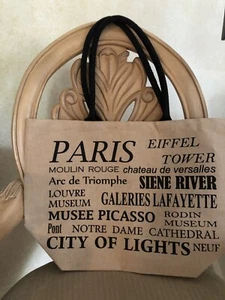 PARIS EIFFEL
TOWER
MOULIN ROUGE chateau de versalles
Arc de Triomphe SIENE RIVER
LOUVRE
MUSEUM GALERIES LAFAYETTE
MUSEE PICASSO RODIN
MUSEUM
Pont NOTRE DAME CATHEDRAL
CITY OF LIGHTS NEUF